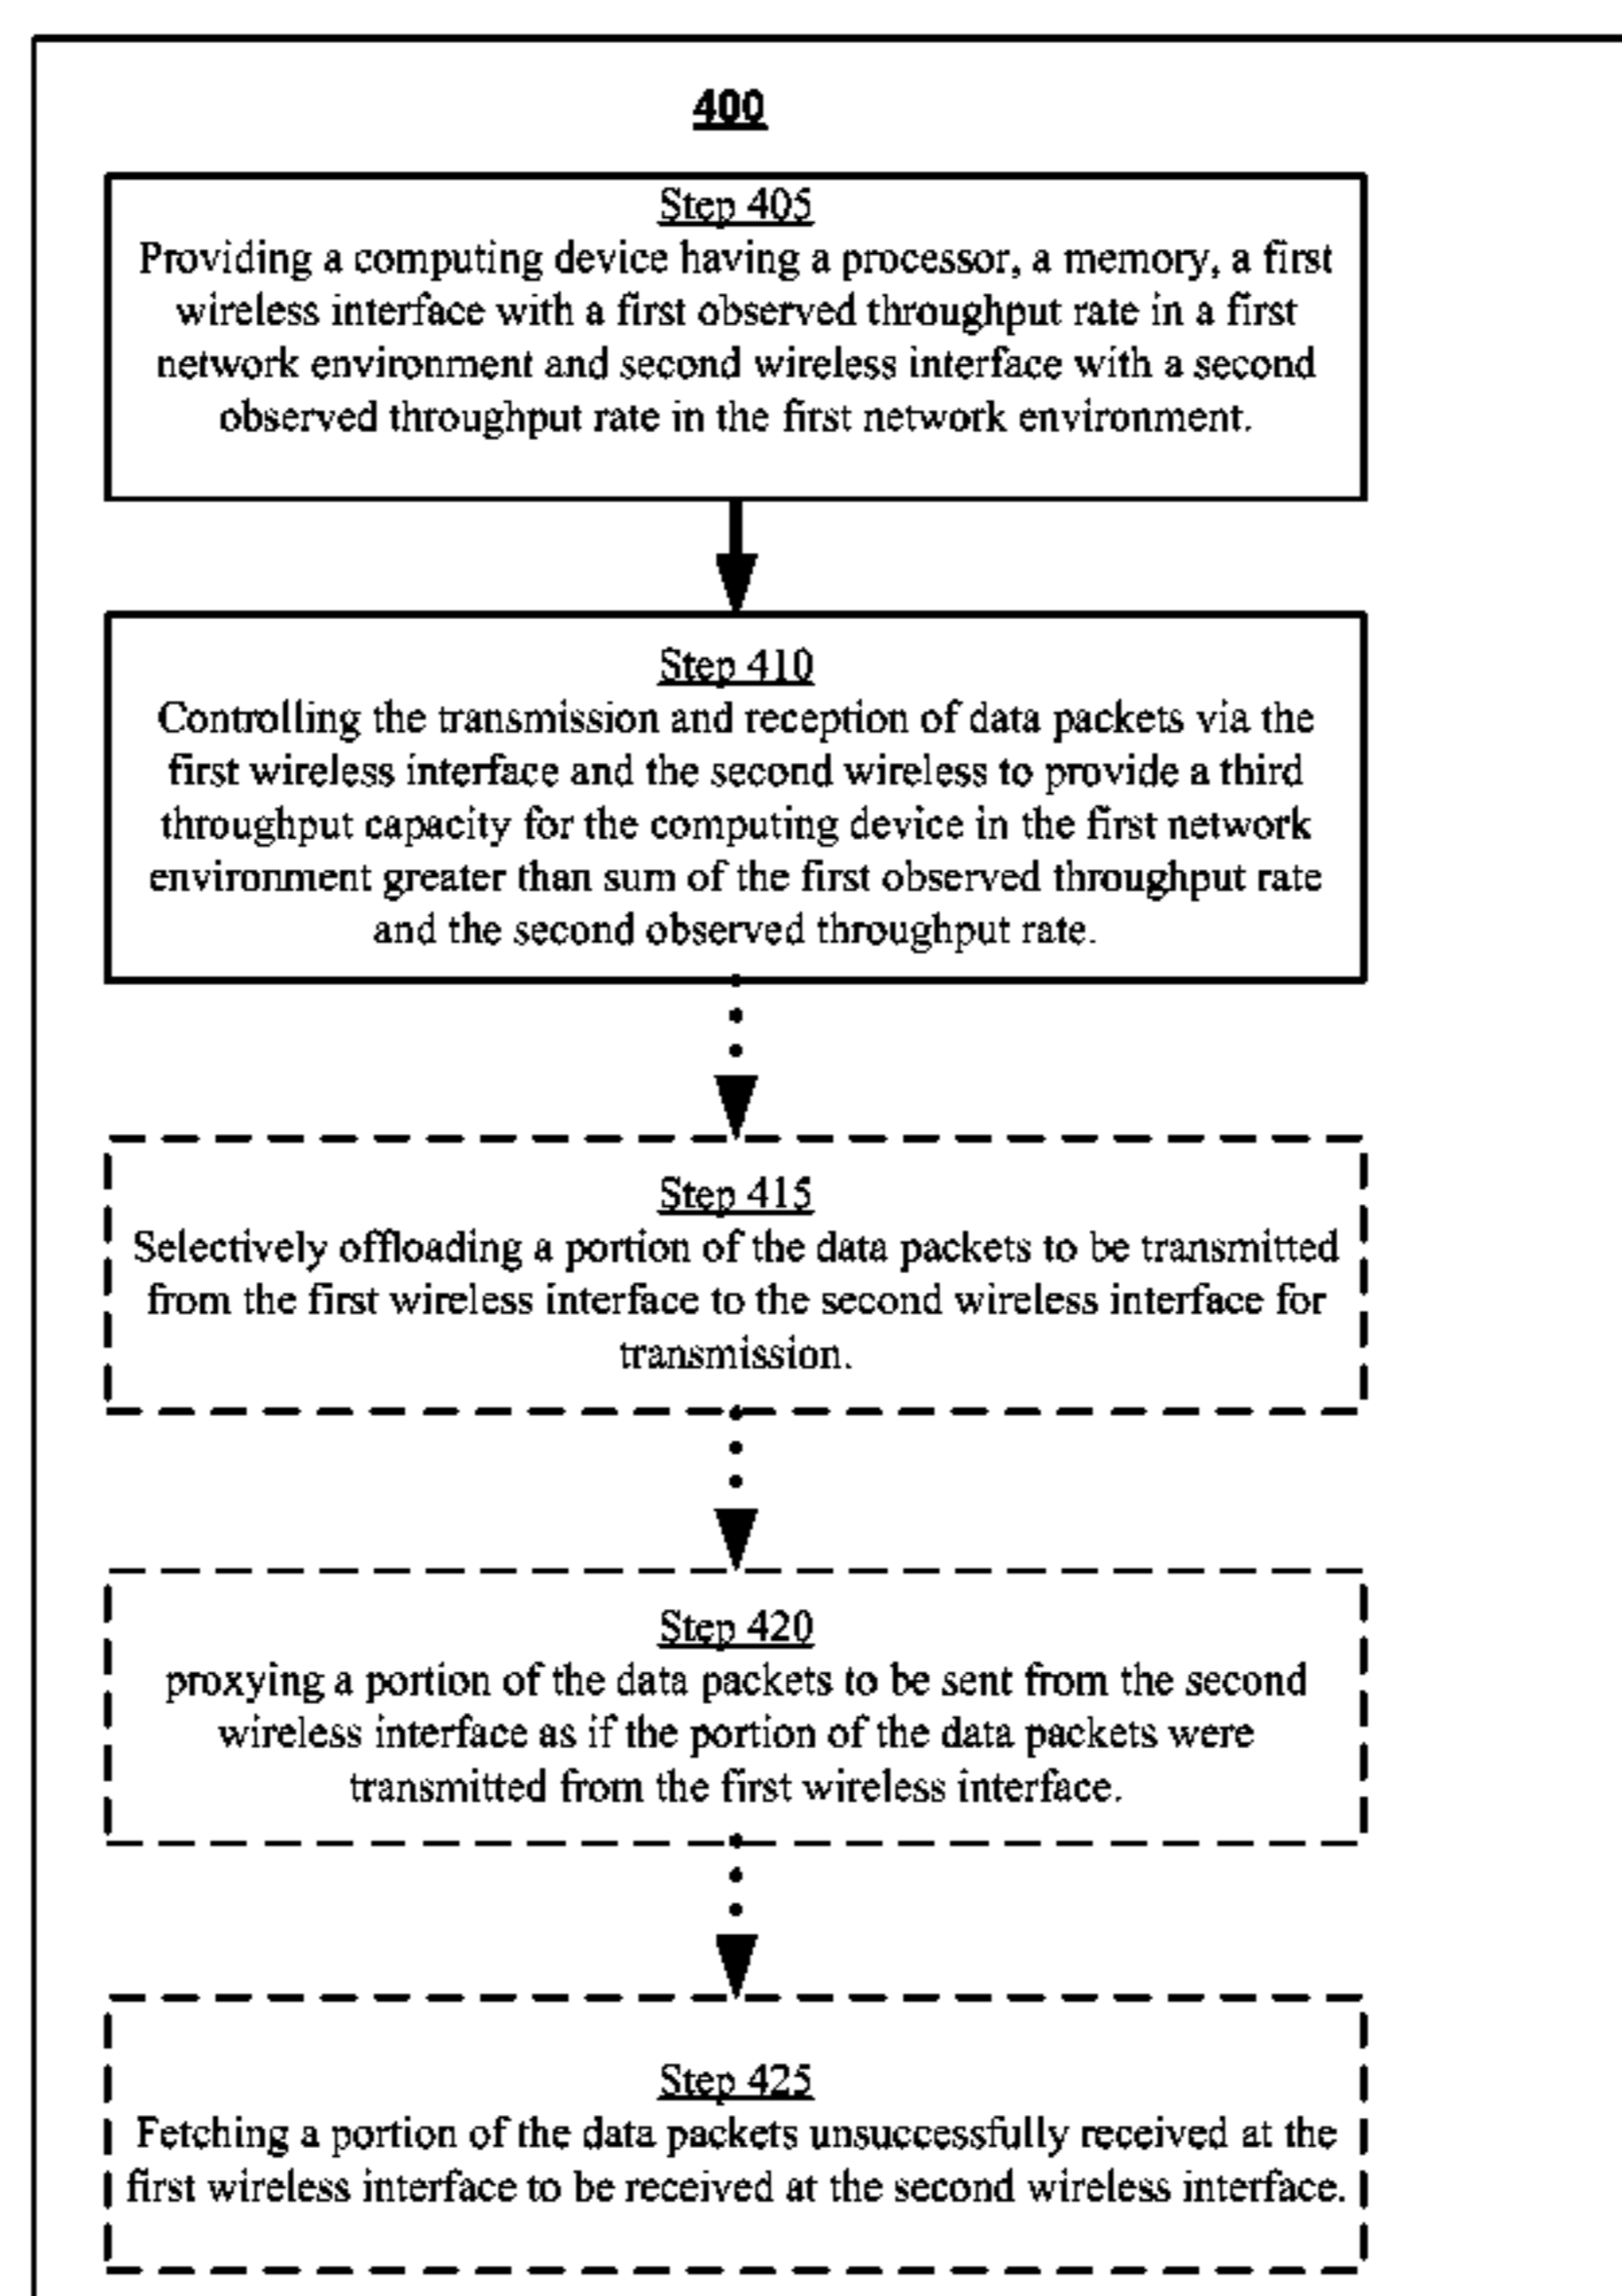 400
Step 405
Providing a computing device having a processor, a memory, a first
wireless interface with a first observed throughput rate in a first
network environment and second wireless interface with a second
observed throughput rate in the first network environment.
Step 410
Controlling the transmission and reception of data packets via the
first wireless interface and the second wireless to provide a third
throughput capacity for the computing device in the first network
environment greater than sum of the first observed throughput rate
and the second observed throughput rate.
Step 415
Selectively offloading a portion of the data packets to be transmitted
from the first wireless interface to the second wireless interface for
transmission.
Step 420
proxying a portion of the data packets to be sent from the second
wireless interface as if the portion of the data packets were
transmitted from the first wireless interface.
Step 425
Fetching a portion of the data packets unsuccessfully received at the
first wireless interface to be received at the second wireless interface.